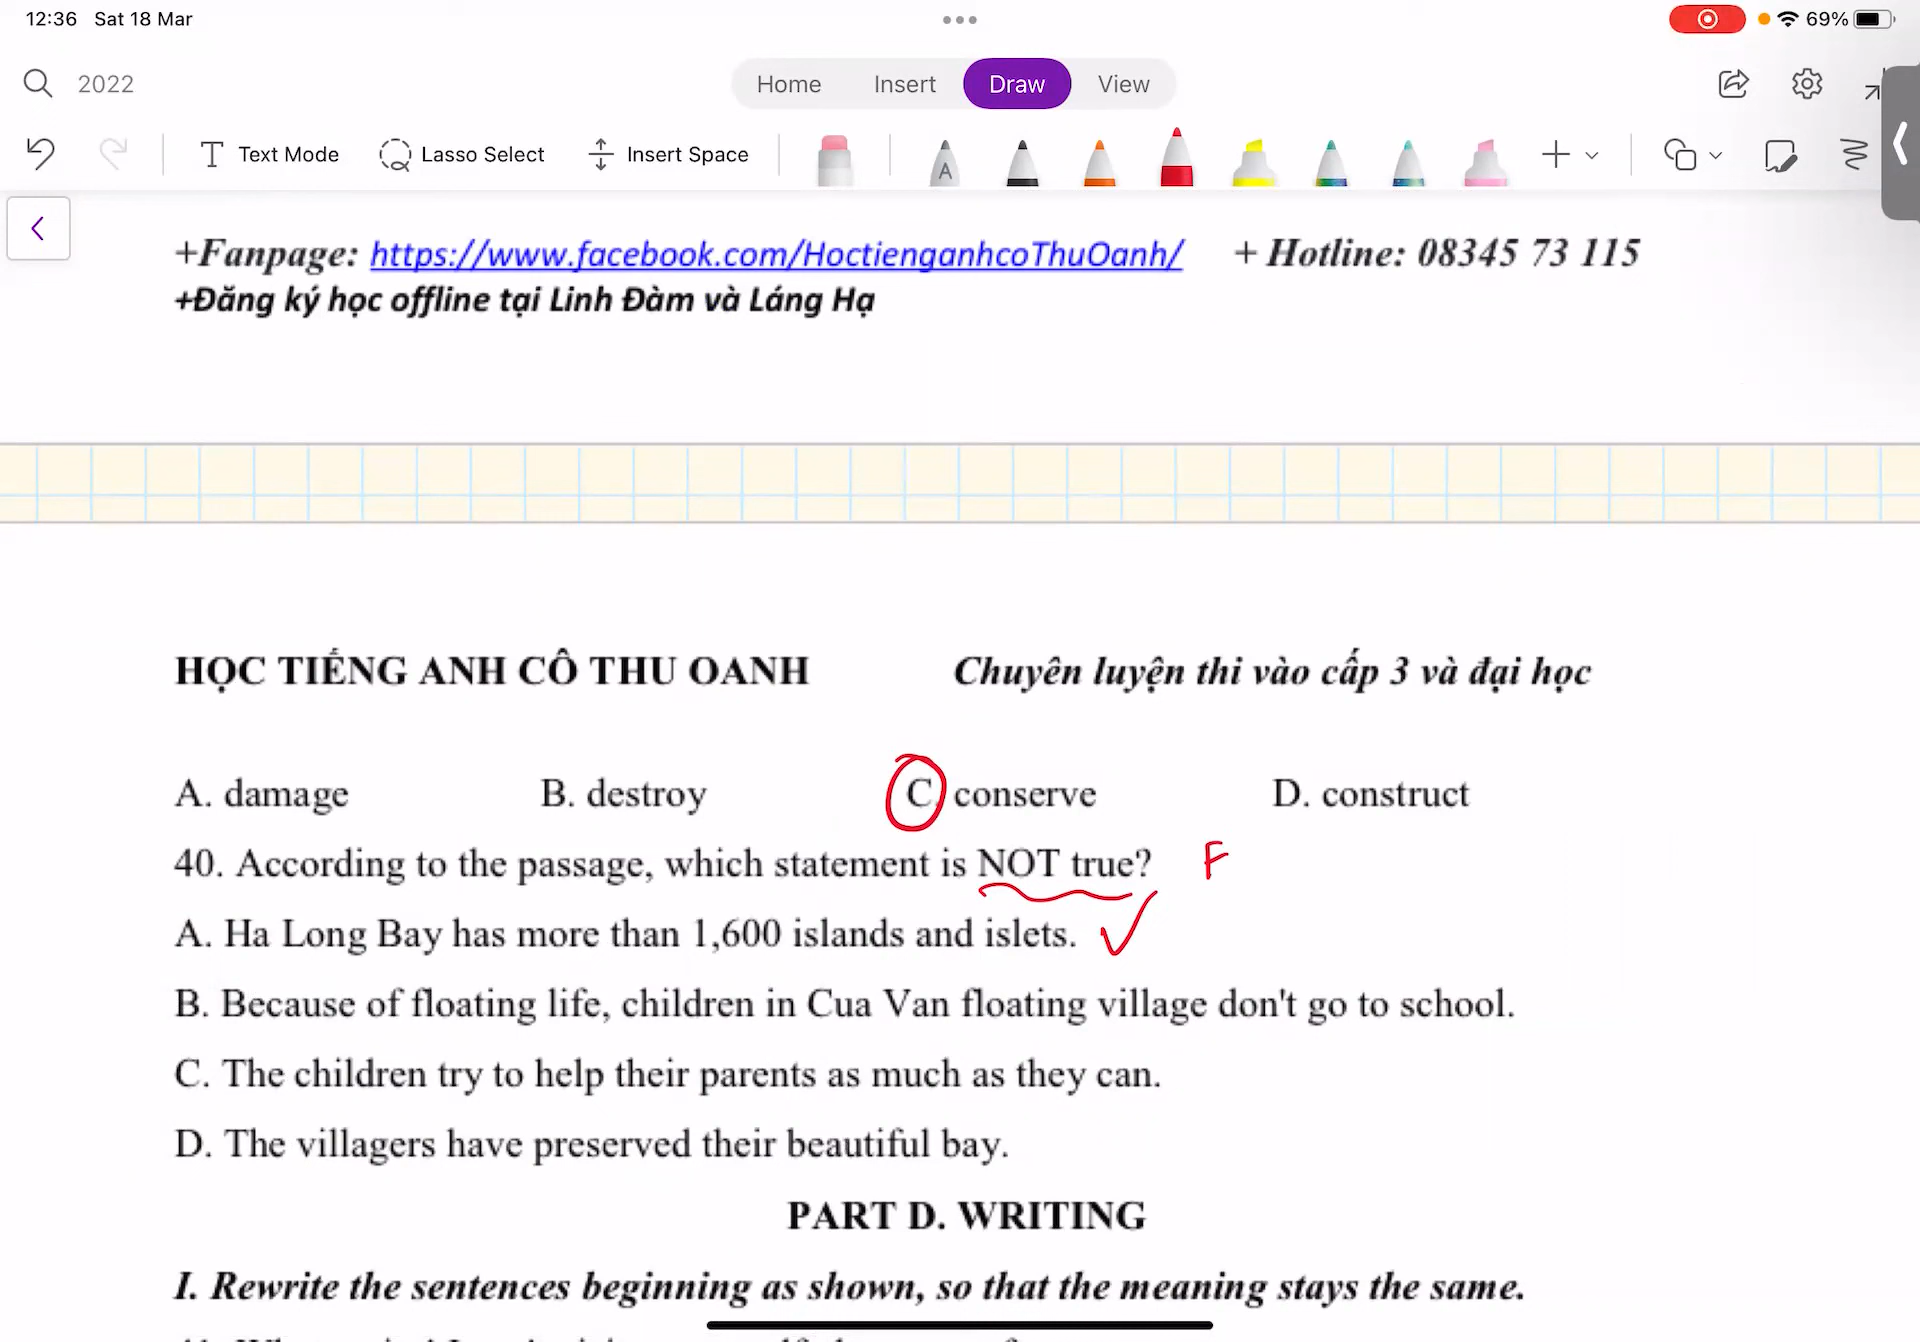 12:36 Sat 18 Mar 69%
2022 Home Insert Draw View
Text Mode Lasso Select Insert Space A
+Fanpage: https://www.facebook.com/HoctienganhcoThuOanh/ + Hotline: 08345 73 115
+Đăng ký học offline tại Linh Đàm và Láng Hạ
HỌC TIẾNG ANH CÔ THU OANH Chuyên luyện thi vào cấp 3 và đại học
A. damage B. destroy C. conserve D. construct
40. According to the passage, which statement is NOT true? F
A. Ha Long Bay has more than 1,600 islands and islets.
B. Because of floating life, children in Cua Van floating village don't go to school.
C. The children try to help their parents as much as they can.
D. The villagers have preserved their beautiful bay.
PART D. WRITING
I. Rewrite the sentences beginning as shown, so that the meaning stays the same.